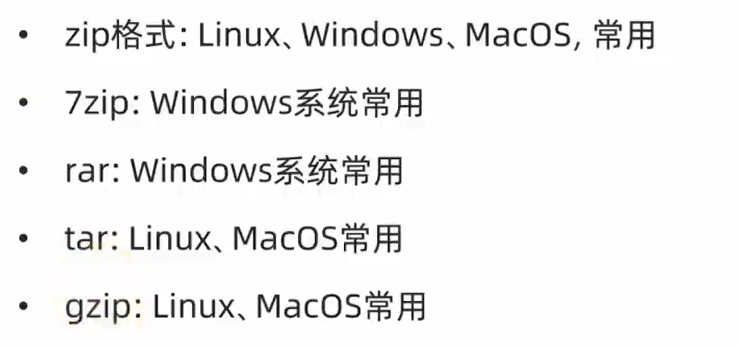 • zip格式: Linux、Windows、MacOS, 常用
• 7zip: Windows系统常用
• rar: Windows系统常用
• tar: Linux、MacOS常用
• gzip: Linux、MacOS常用